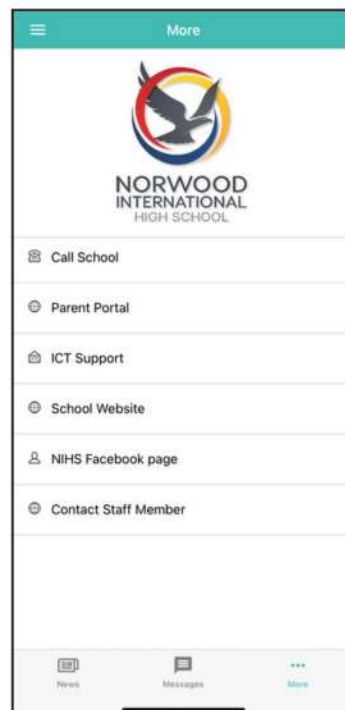 More
NORWOOD
INTERNATIONAL
HIGH SCHOOL
Call School
Parent Portal
ICT Support
School Website
NIHS Facebook page
Contact Staff Member
News
Messages
More